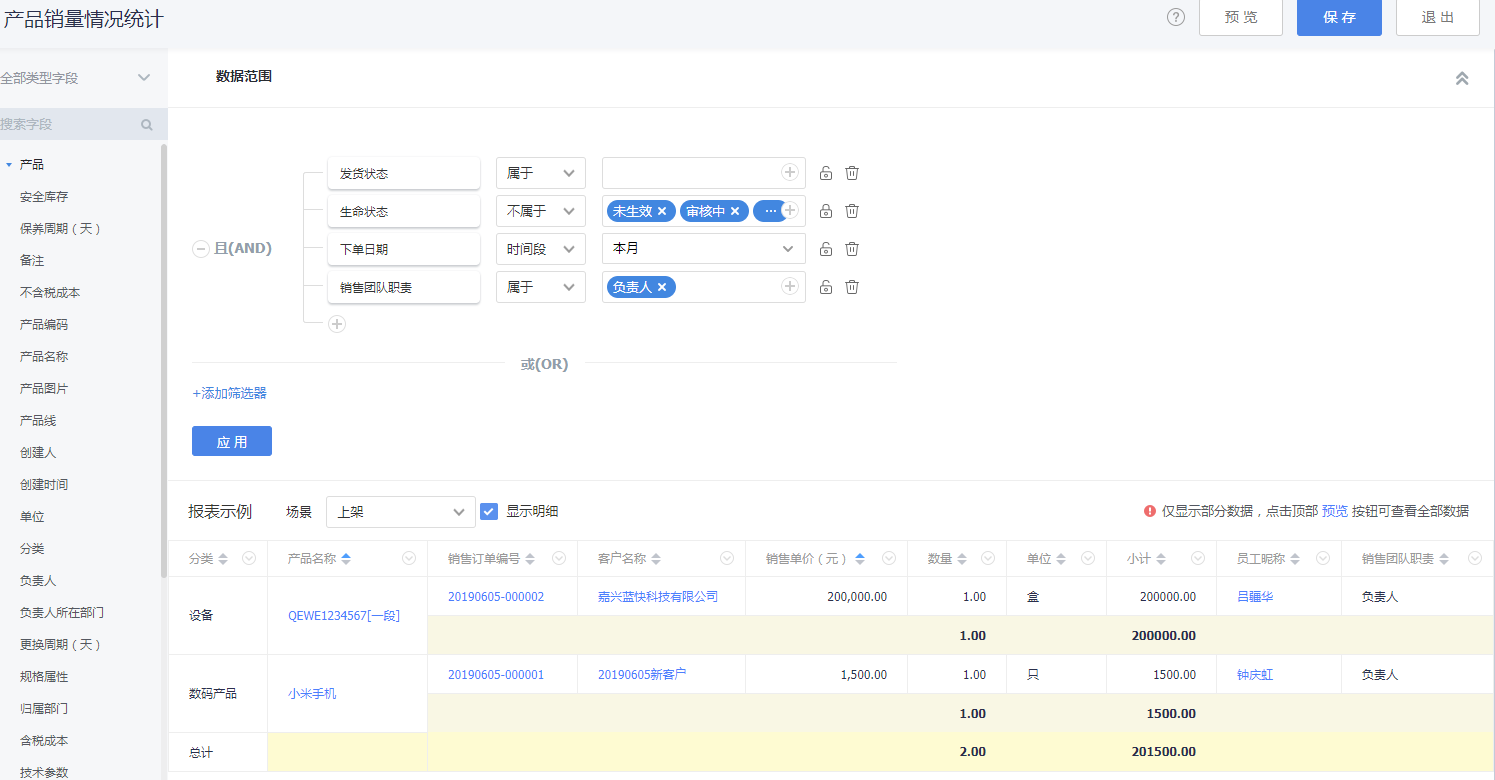 产品销量情况统计
? 预览 保存 退出
全部类型字段
搜索字段
产品
安全库存
保养周期（天）
备注
不含税成本
产品编码
产品名称
产品图片
产品线
创建人
创建时间
单位
分类
负责人
负责人所在部门
更换周期（天）
规格属性
归属部门
含税成本
技术参数
数据范围
且(AND)
发货状态 属于
生命状态 不属于 未生效 × 审核中 × ···
下单日期 时间段 本月
销售团队职责 属于 负责人 ×
或(OR)
+添加筛选器
应用
报表示例 场景 上架 显示明细 仅显示部分数据，点击顶部 预览 按钮可查看全部数据
分类 产品名称 销售订单编号 客户名称 销售单价（元） 数量 单位 小计 员工昵称 销售团队职责
设备 QEWE1234567[一段] 20190605-000002 嘉兴蓝快科技有限公司 200,000.00 1.00 盒 200000.00 吕疆华 负责人
1.00 200000.00
数码产品 小米手机 20190605-000001 20190605新客户 1,500.00 1.00 只 1500.00 钟庆虹 负责人
1.00 1500.00
总计 2.00 201500.00